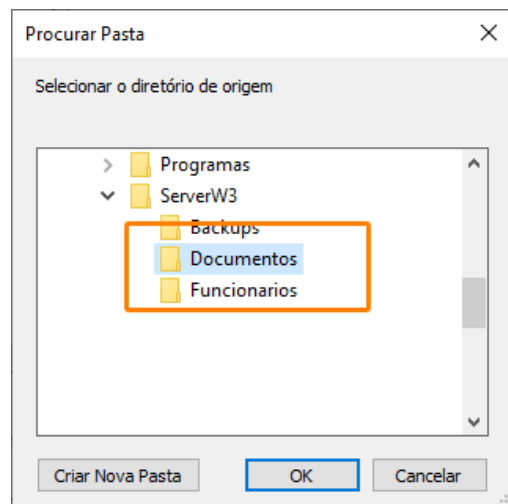 Procurar Pasta
Selecionar o diretório de origem
Programas
ServerW3
Backups
Documentos
Funcionarios
Criar Nova Pasta OK Cancelar